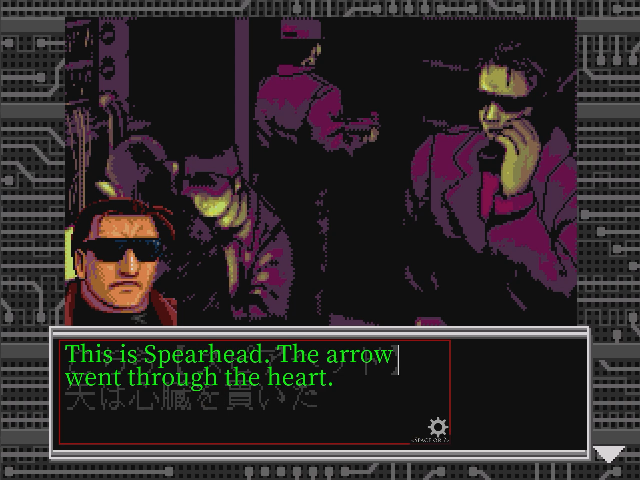 This is Spearhead. The arrow
went through the heart.
矢は心臓を貫いた